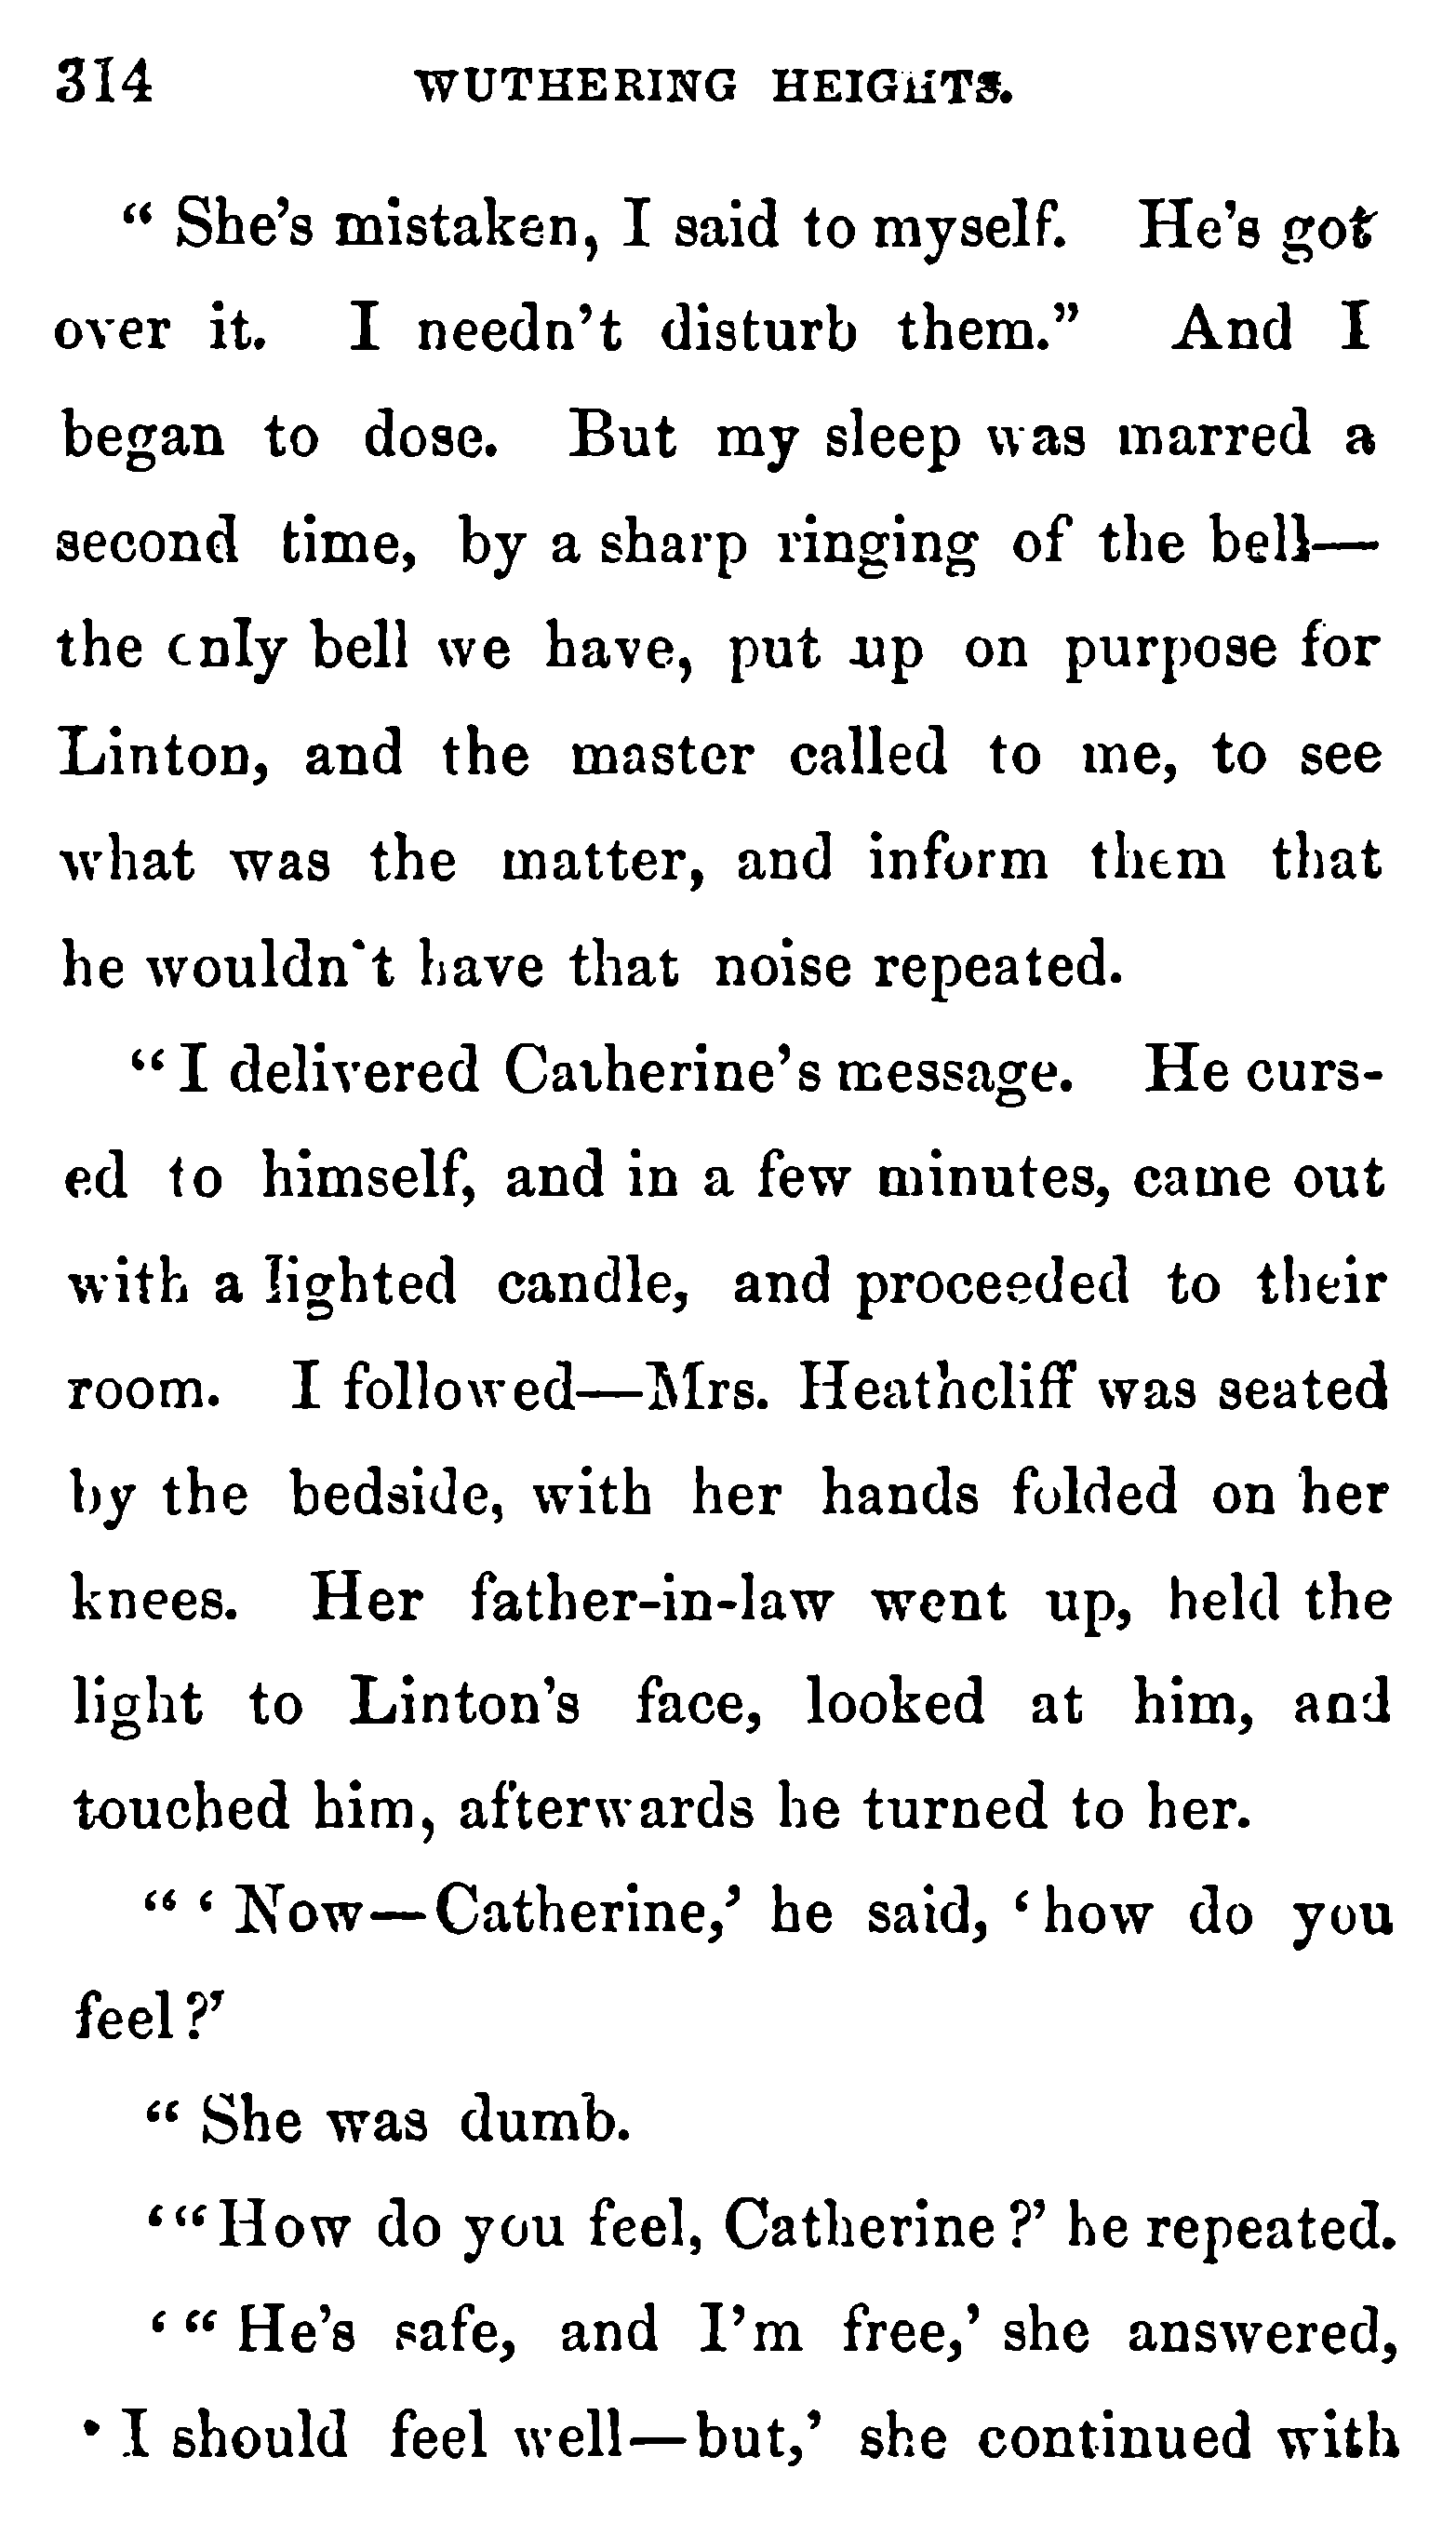 314 WUTHERING HEIGHTS.
“ She’s mistaken, I said to myself. He’s got
over it. I needn’t disturb them.” And I
began to dose. But my sleep was marred a
second time, by a sharp ringing of the bell—
the only bell we have, put up on purpose for
Linton, and the master called to me, to see
what was the matter, and inform them that
he wouldn’t have that noise repeated.
“ I delivered Catherine’s message. He curs-
ed to himself, and in a few minutes, came out
with a lighted candle, and proceeded to their
room. I followed—Mrs. Heathcliff was seated
by the bedside, with her hands folded on her
knees. Her father-in-law went up, held the
light to Linton’s face, looked at him, and
touched him, afterwards he turned to her.
“ ‘ Now—Catherine,’ he said, ‘ how do you
feel ?’
“ She was dumb.
‘ “ How do you feel, Catherine ?’ he repeated.
‘ “ He’s safe, and I’m free,’ she answered,
‘ I should feel well—but,’ she continued with